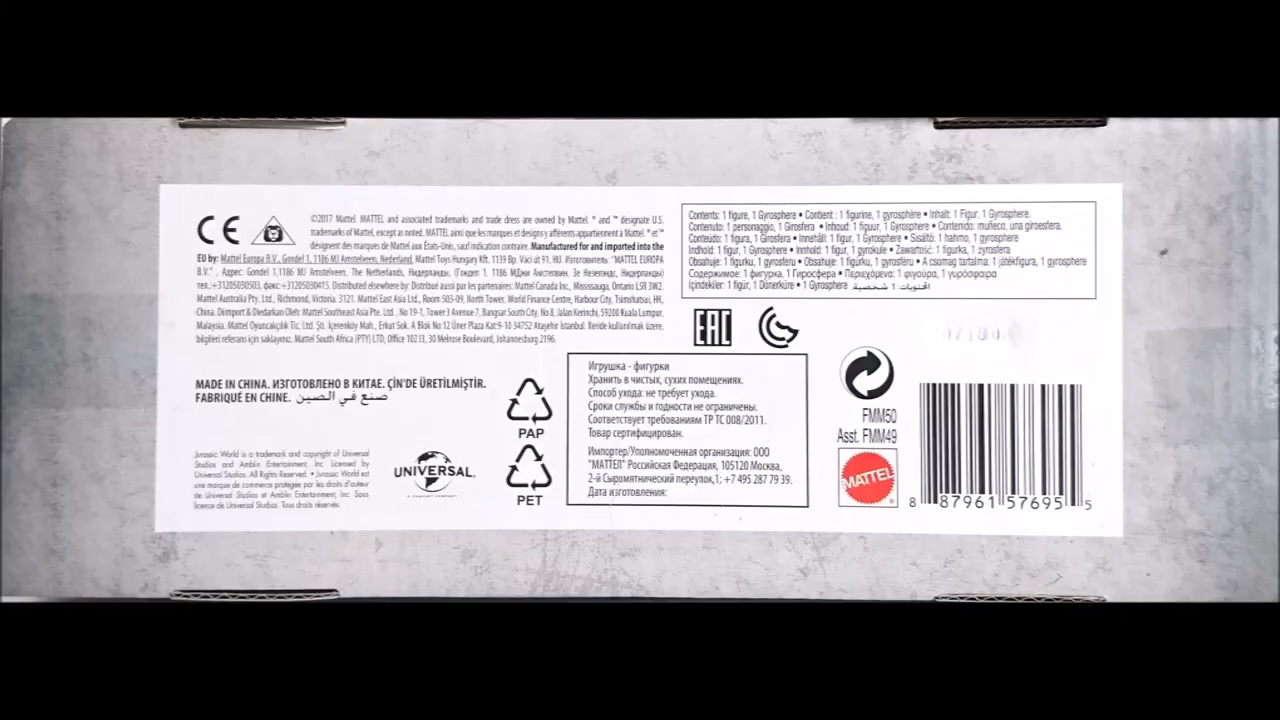 CE
©2017 Mattel. MATTEL and associated trademarks and trade dress are owned by Mattel. ® and ™ designate U.S.
trademarks of Mattel, except as noted. MATTEL ainsi que les marques et designs y afférents appartiennent à Mattel. ® et ™
désignent des marques de Mattel aux États-Unis, sauf indication contraire. Manufactured for and imported into the
EU by: Mattel Europa B.V., Gondel 1, 1186 MJ Amstelveen, Nederland. Mattel Toys Hungary Kft. 1139 Bp. Váci út 91, HU. Изготовитель: "MATTEL EUROPA
B.V." , Адрес: Gondel 1,1186 MJ Amstelveen, The Netherlands, Нидерланды, (Гондел 1, 1186 МДжи Амстелвин, Зе Незеландс, Нидерланды)
тел.:+31205030503, факс:+31205030415. Distributed elsewhere by: Distribué aussi par les partenaires: Mattel Canada Inc., Mississauga, Ontario L5R 3W2.
Mattel Australia Pty. Ltd., Richmond, Victoria. 3121. Mattel East Asia Ltd., Room 503-09, North Tower, World Finance Centre, Harbour City, Tsimshatsui, HK,
China. Diimport & Diedarkan Oleh: Mattel Southeast Asia Pte. Ltd. , No 19-1, Tower 3 Avenue 7, Bangsar South City, No 8, Jalan Kerinchi, 59200 Kuala Lumpur,
Malaysia. Mattel Oyuncakçılık Tic. Ltd. Şti. İçerenköy Mah., Erkut Sok. A Blok No:12 Üner Plaza Kat:9-10 34752 Ataşehir İstanbul. İleride kullanılmak üzere,
bilgileri referans için saklayınız. Mattel South Africa (PTY) LTD, Office 102 I3, 30 Melrose Boulevard, Johannesburg 2196.
Contents: 1 figure, 1 Gyrosphere • Contient : 1 figurine, 1 gyrosphère • Inhalt: 1 Figur, 1 Gyrosphere.
Contenuto: 1 personaggio, 1 Girosfera • Inhoud: 1 figuur, 1 Gyrosphere • Contenido: muñeco, una giroesfera.
Conteúdo: 1 figura, 1 Girosfera • Innehåll: 1 figur, 1 Gyrosphere • Sisältö: 1 hahmo, 1 gyrosphere
Indhold: 1 figur, 1 Gyrosphere • Innhold: 1 figur, 1 gyrokule • Zawartość: 1 figurka, 1 gyrosfera
Obsahuje: 1 figurku, 1 gyrosféru • Obsahuje: 1 figúrku, 1 gyrosféru • A csomag tartalma: 1 játékfigura, 1 gyrosphere
Содержимое: 1 фигурка, 1 Гиросфера • Περιεχόμενα: 1 φιγούρα, 1 γυρόσφαιρα
İçindekiler: 1 figür, 1 Dönerküre • 1 Gyrosphere المحتويات: 1 شخصية،
EAC
MADE IN CHINA. ИЗГОТОВЛЕНО В КИТАЕ. ÇİN'DE ÜRETİLMİŞTİR.
FABRIQUÉ EN CHINE. صنع في الصين
PAP
PET
Jurassic World is a trademark and copyright of Universal
Studios and Amblin Entertainment, Inc. Licensed by
Universal Studios. All Rights Reserved. • Jurassic World est
une marque de commerce protégée par les droits d'auteur
de Universal Studios et Amblin Entertainment, Inc. Sous
licence de Universal Studios. Tous droits réservés.
UNIVERSAL
Игрушка - фигурки
Хранить в чистых, сухих помещениях.
Способ ухода: не требует ухода.
Сроки службы и годности не ограничены.
Соответствует требованиям ТР ТС 008/2011.
Товар сертифицирован.
Импортер/Уполномоченная организация: ООО
"МАТТЕЛ" Российская Федерация, 105120 Москва,
2-й Сыромятнический переулок,1; +7 495 287 79 39.
Дата изготовления:
FMM50
Asst. FMM49
MATTEL
8 87961 57695 5